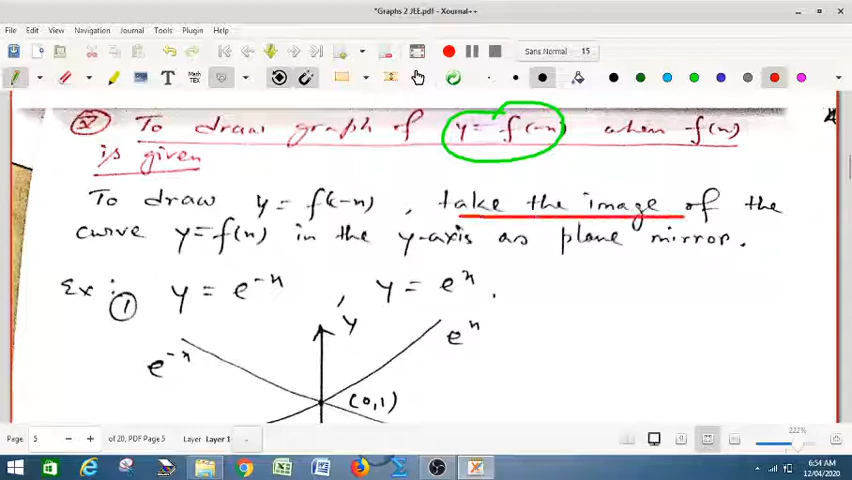 *Graphs 2 JEE.pdf - Xournal++
File Edit View Navigation Journal Tools Plugin Help
T Math TEX Sans Normal 15
x To draw graph of y = f(-x) when f(x)
is given
To draw y = f(-x), take the image of the
curve y = f(x) in the y-axis as plane mirror.
Ex: ① y = e^-x , y = e^x .
Y
e^-x e^x
(0,1)
Page 5 of 20, PDF Page 5 Layer Layer 1 222%
6:54 AM
12/04/2020